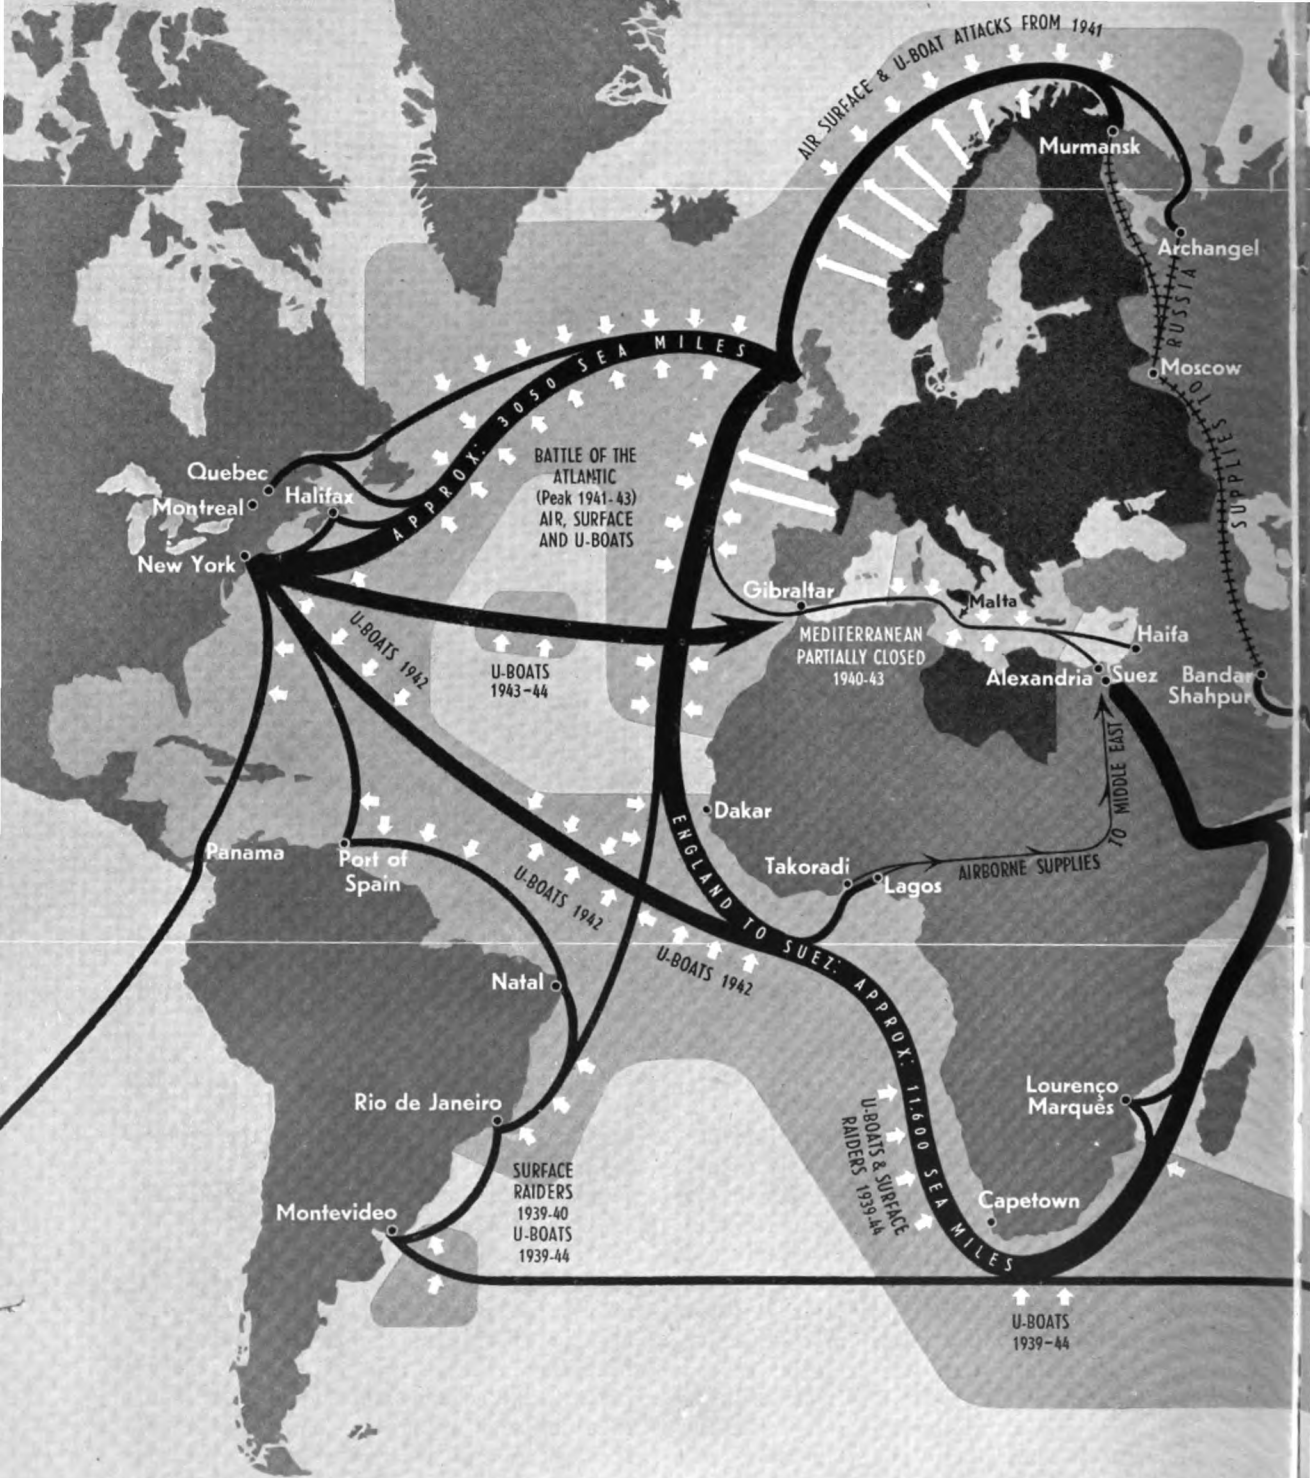 AIR SURFACE & U-BOAT ATTACKS FROM 1941
Murmansk
Archangel
RUSSIA
Moscow
SUPPLIES TO
APPROX: 3050 SEA MILES
Quebec
Montreal
Halifax
New York
BATTLE OF THE
ATLANTIC
(Peak 1941-43)
AIR, SURFACE
AND U-BOATS
Gibraltar
Malta
MEDITERRANEAN
PARTIALLY CLOSED
1940-43
Haifa
Alexandria
Suez
Bandar
Shahpur
U-BOATS 1942
U-BOATS
1943-44
TO MIDDLE EAST
Dakar
Panama
Port of
Spain
Takoradi
Lagos
AIRBORNE SUPPLIES
U-BOATS 1942
U-BOATS 1942
ENGLAND TO SUEZ: APPROX: 11.600 SEA MILES
Natal
Rio de Janeiro
Lourenço
Marques
U-BOATS & SURFACE
RAIDERS 1939-44
SURFACE
RAIDERS
1939-40
U-BOATS
1939-44
Montevideo
Capetown
U-BOATS
1939-44